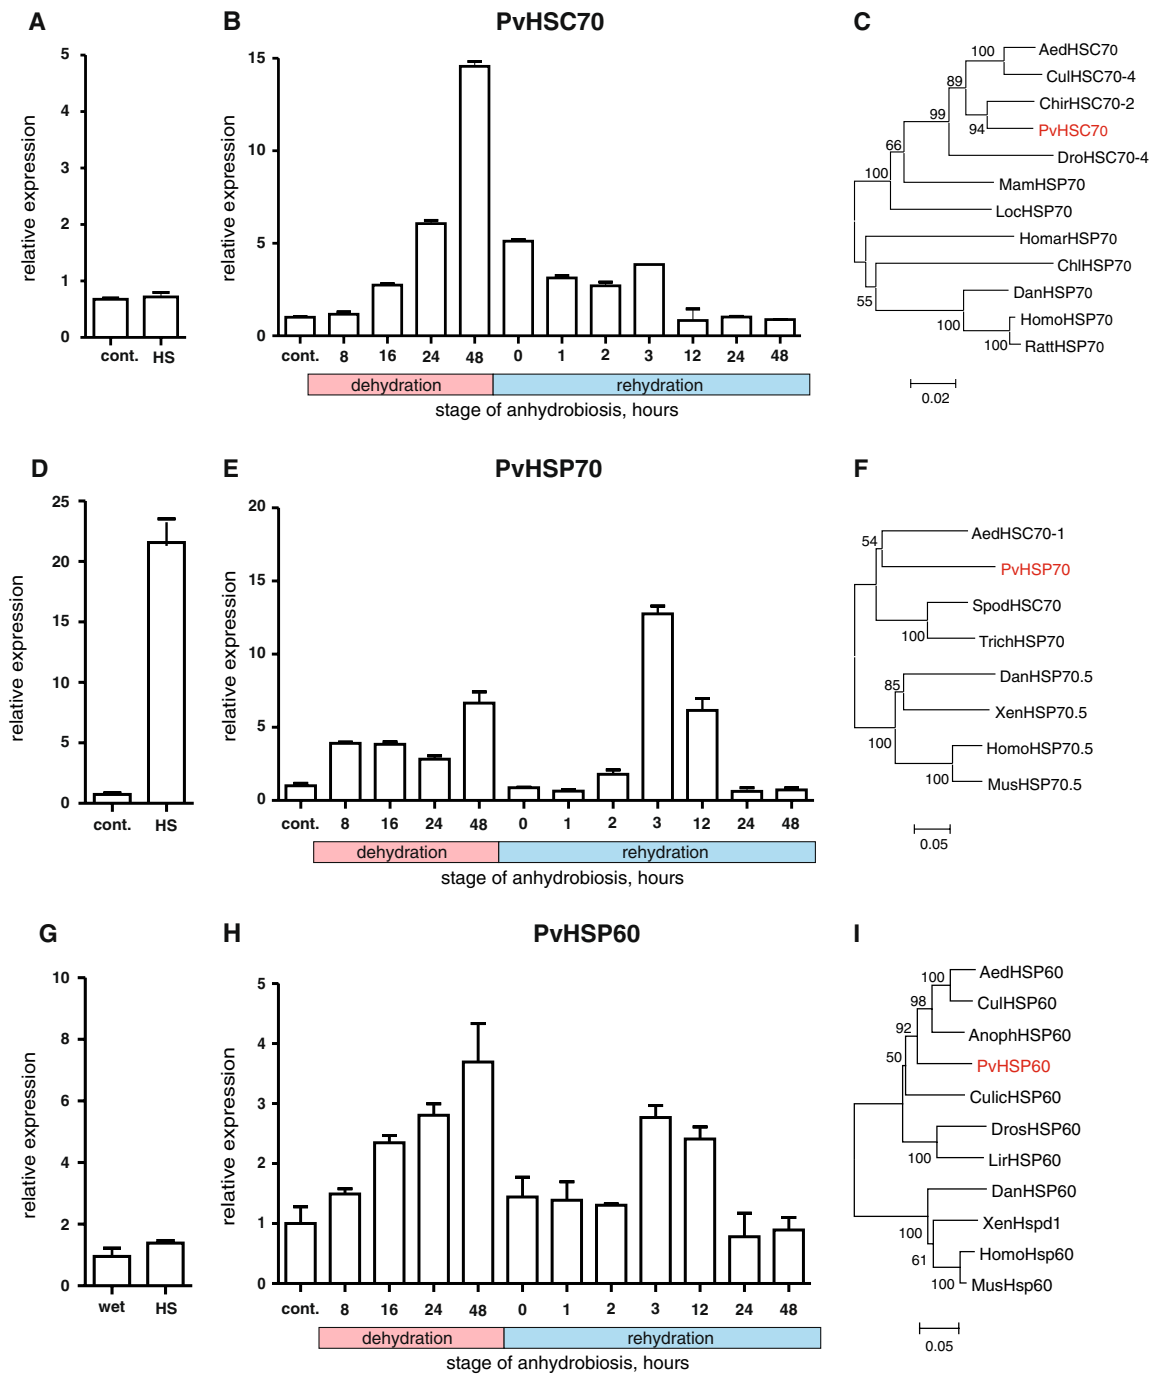 A
B
PvHSC70
C
relative expression
5
4
3
2
1
0
cont. HS
relative expression
15
10
5
0
cont. 8 16 24 48 0 1 2 3 12 24 48
dehydration rehydration
stage of anhydrobiosis, hours
AedHSC70
CulHSC70-4
ChirHSC70-2
PvHSC70
DroHSC70-4
MamHSP70
LocHSP70
HomarHSP70
ChlHSP70
DanHSP70
HomoHSP70
RattHSP70
100
89
99
94
66
100
55
100
100
0.02
D
E
PvHSP70
F
relative expression
25
20
15
10
5
0
cont. HS
relative expression
20
15
10
5
0
cont. 8 16 24 48 0 1 2 3 12 24 48
dehydration rehydration
stage of anhydrobiosis, hours
AedHSC70-1
PvHSP70
SpodHSC70
TrichHSP70
DanHSP70.5
XenHSP70.5
HomoHSP70.5
MusHSP70.5
54
100
85
100
100
0.05
G
H
PvHSP60
I
relative expression
10
8
6
4
2
0
wet HS
relative expression
5
4
3
2
1
0
cont. 8 16 24 48 0 1 2 3 12 24 48
dehydration rehydration
stage of anhydrobiosis, hours
AedHSP60
CulHSP60
AnophHSP60
PvHSP60
CulicHSP60
DrosHSP60
LirHSP60
DanHSP60
XenHspd1
HomoHsp60
MusHsp60
100
98
92
50
100
100
61
100
0.05